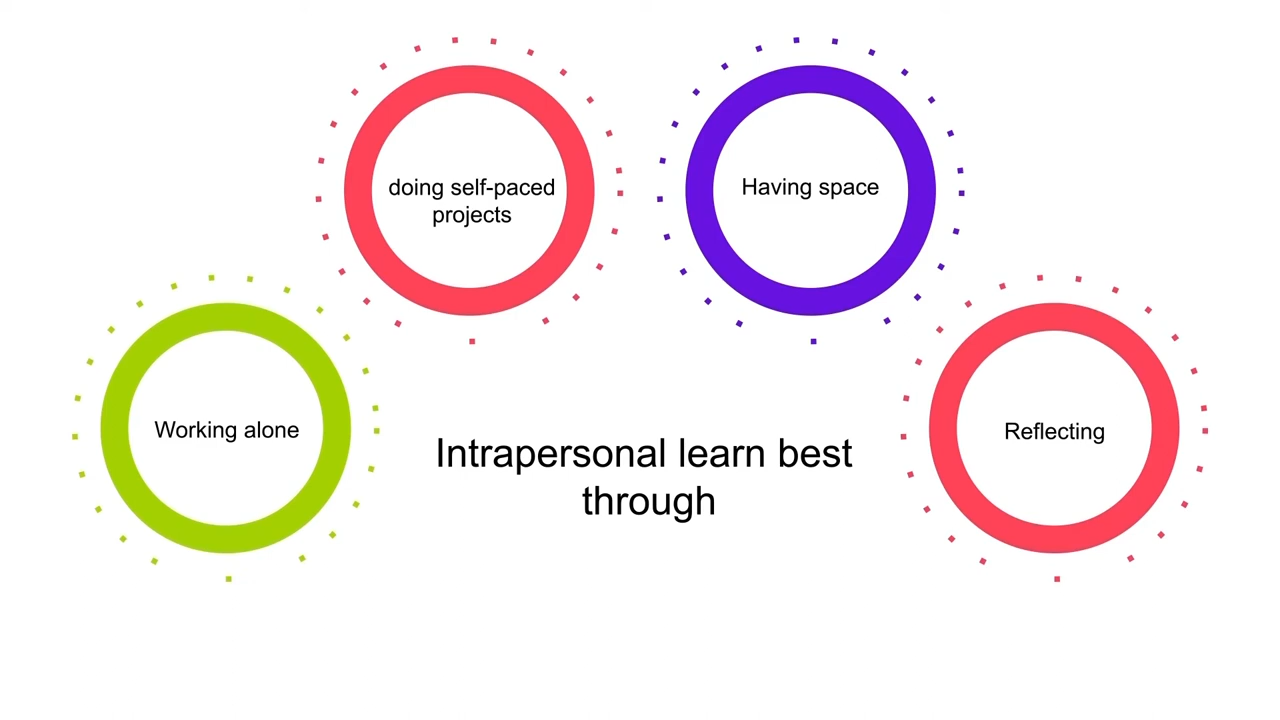 doing self-paced
projects
Having space
Working alone
Reflecting
Intrapersonal learn best
through